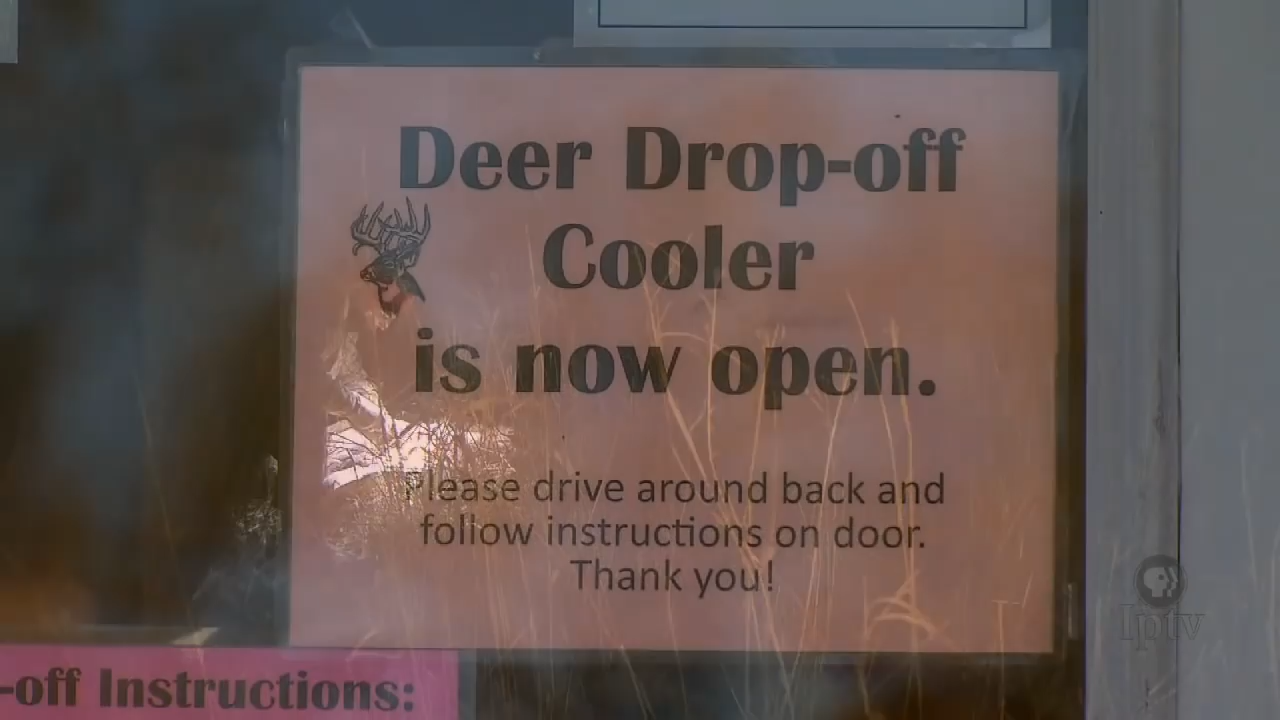 Deer Drop-off
Cooler
is now open.
Please drive around back and
follow instructions on door.
Thank you!
-off Instructions:
Iptv